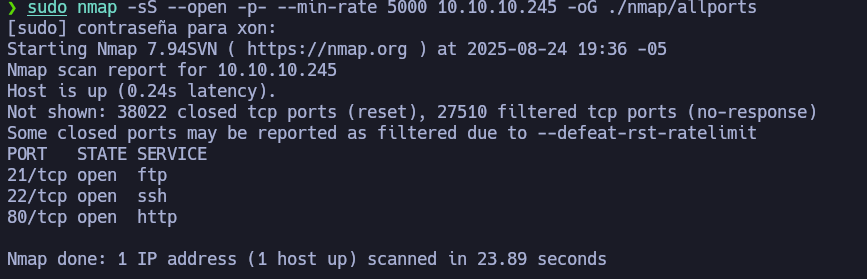 ❯ sudo nmap -sS --open -p- --min-rate 5000 10.10.10.245 -oG ./nmap/allports
[sudo] contraseña para xon:
Starting Nmap 7.94SVN ( https://nmap.org ) at 2025-08-24 19:36 -05
Nmap scan report for 10.10.10.245
Host is up (0.24s latency).
Not shown: 38022 closed tcp ports (reset), 27510 filtered tcp ports (no-response)
Some closed ports may be reported as filtered due to --defeat-rst-ratelimit
PORT   STATE SERVICE
21/tcp open  ftp
22/tcp open  ssh
80/tcp open  http
Nmap done: 1 IP address (1 host up) scanned in 23.89 seconds